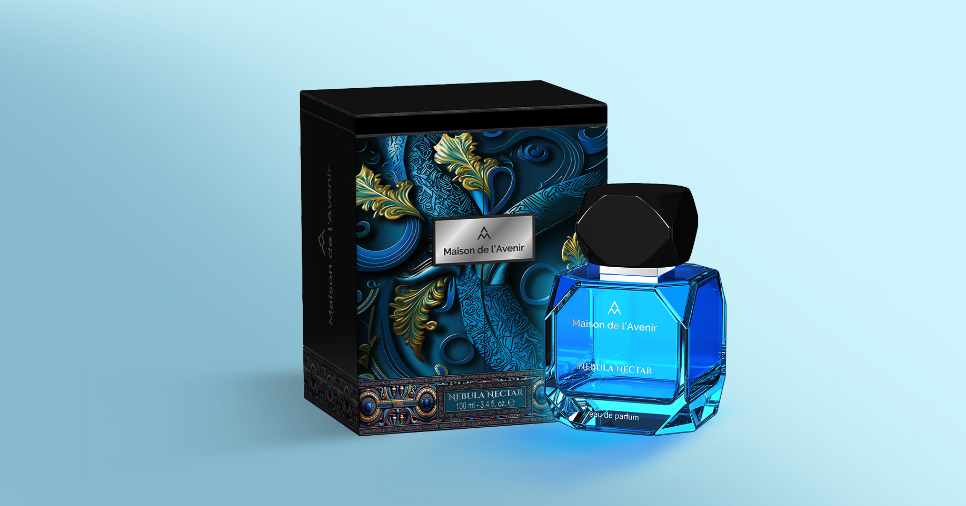 Maison de l'Avenir
Maison de l'Avenir
NEBULA NECTAR
100 ml - 3.4 fl. oz. ℮
Maison de l'Avenir
NEBULA NECTAR
eau de parfum